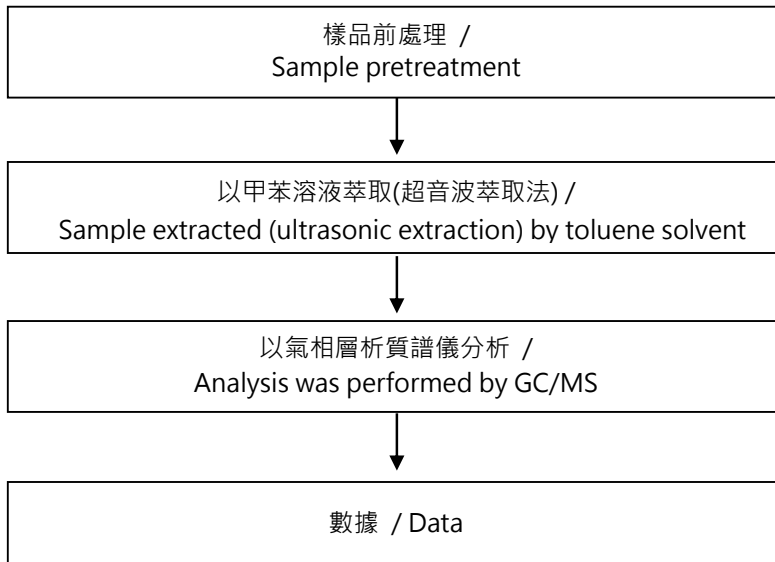 樣品前處理 /
Sample pretreatment
以甲苯溶液萃取(超音波萃取法) /
Sample extracted (ultrasonic extraction) by toluene solvent
以氣相層析質譜儀分析 /
Analysis was performed by GC/MS
數據 / Data